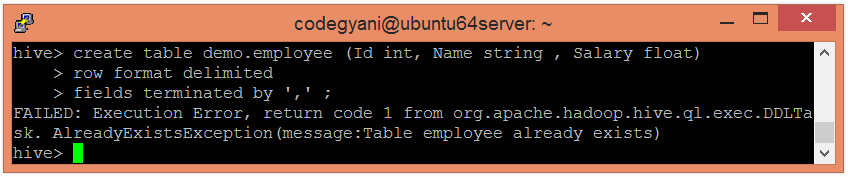 codegyani@ubuntu64server: ~
hive> create table demo.employee (Id int, Name string , Salary float)
    > row format delimited
    > fields terminated by ',' ;
FAILED: Execution Error, return code 1 from org.apache.hadoop.hive.ql.exec.DDLTa
sk. AlreadyExistsException(message:Table employee already exists)
hive>